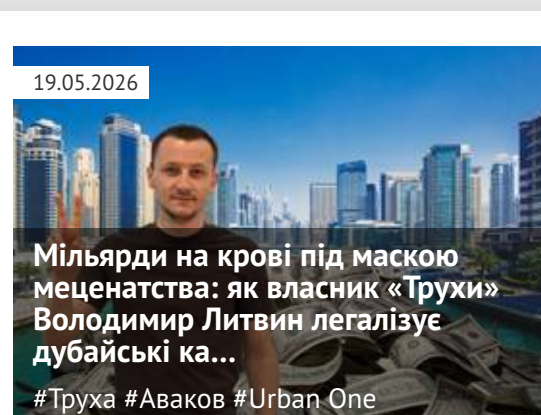 19.05.2026
Мільярди на крові під маскою
меценатства: як власник «Трухи»
Володимир Литвин легалізує
дубайські ка...
#Труха #Аваков #Urban One